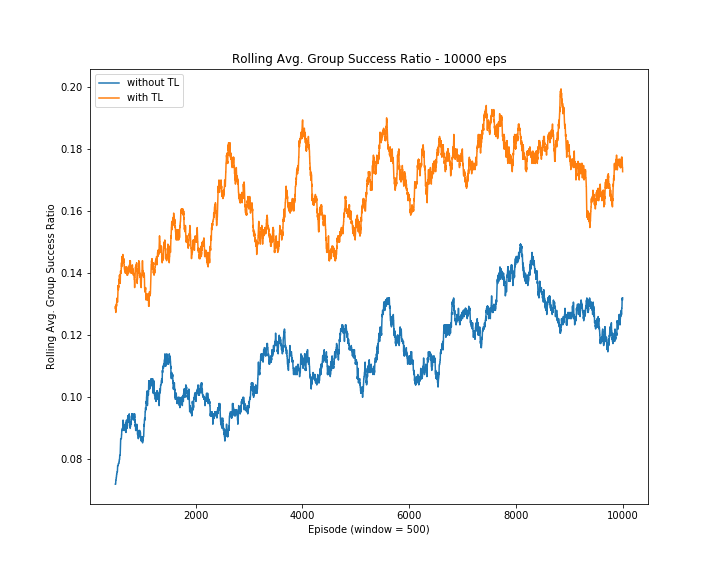 Rolling Avg. Group Success Ratio - 10000 eps
without TL
with TL
Rolling Avg. Group Success Ratio
0.20
0.18
0.16
0.14
0.12
0.10
0.08
2000
4000
6000
8000
10000
Episode (window = 500)